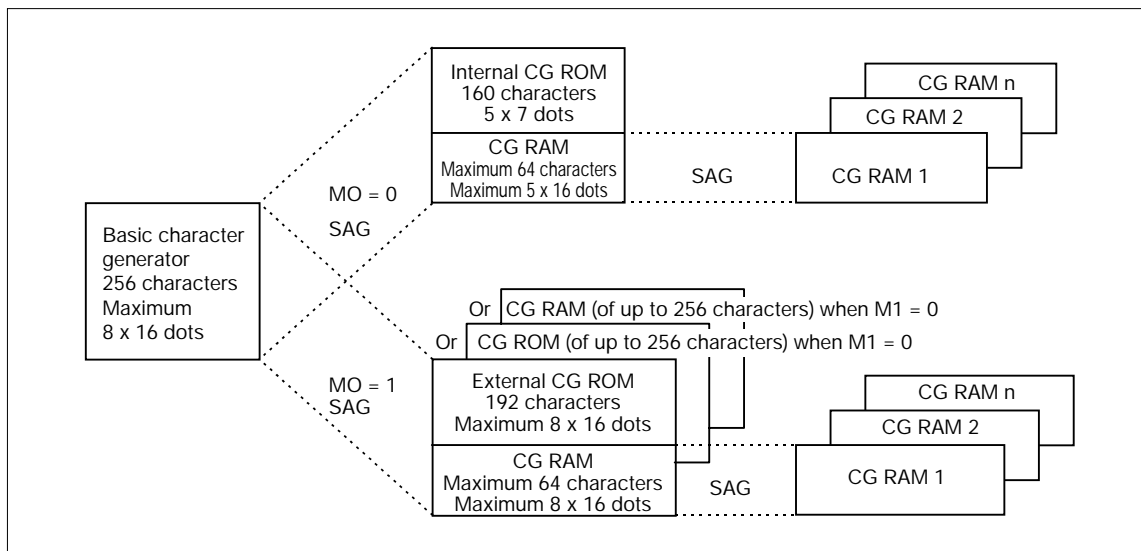 Internal CG ROM
160 characters
5 x 7 dots
CG RAM
Maximum 64 characters
Maximum 5 x 16 dots
SAG
CG RAM n
CG RAM 2
CG RAM 1
MO = 0
SAG
Basic character
generator
256 characters
Maximum
8 x 16 dots
Or CG RAM (of up to 256 characters) when M1 = 0
Or CG ROM (of up to 256 characters) when M1 = 0
MO = 1
SAG
External CG ROM
192 characters
Maximum 8 x 16 dots
CG RAM
Maximum 64 characters
Maximum 8 x 16 dots
SAG
CG RAM n
CG RAM 2
CG RAM 1